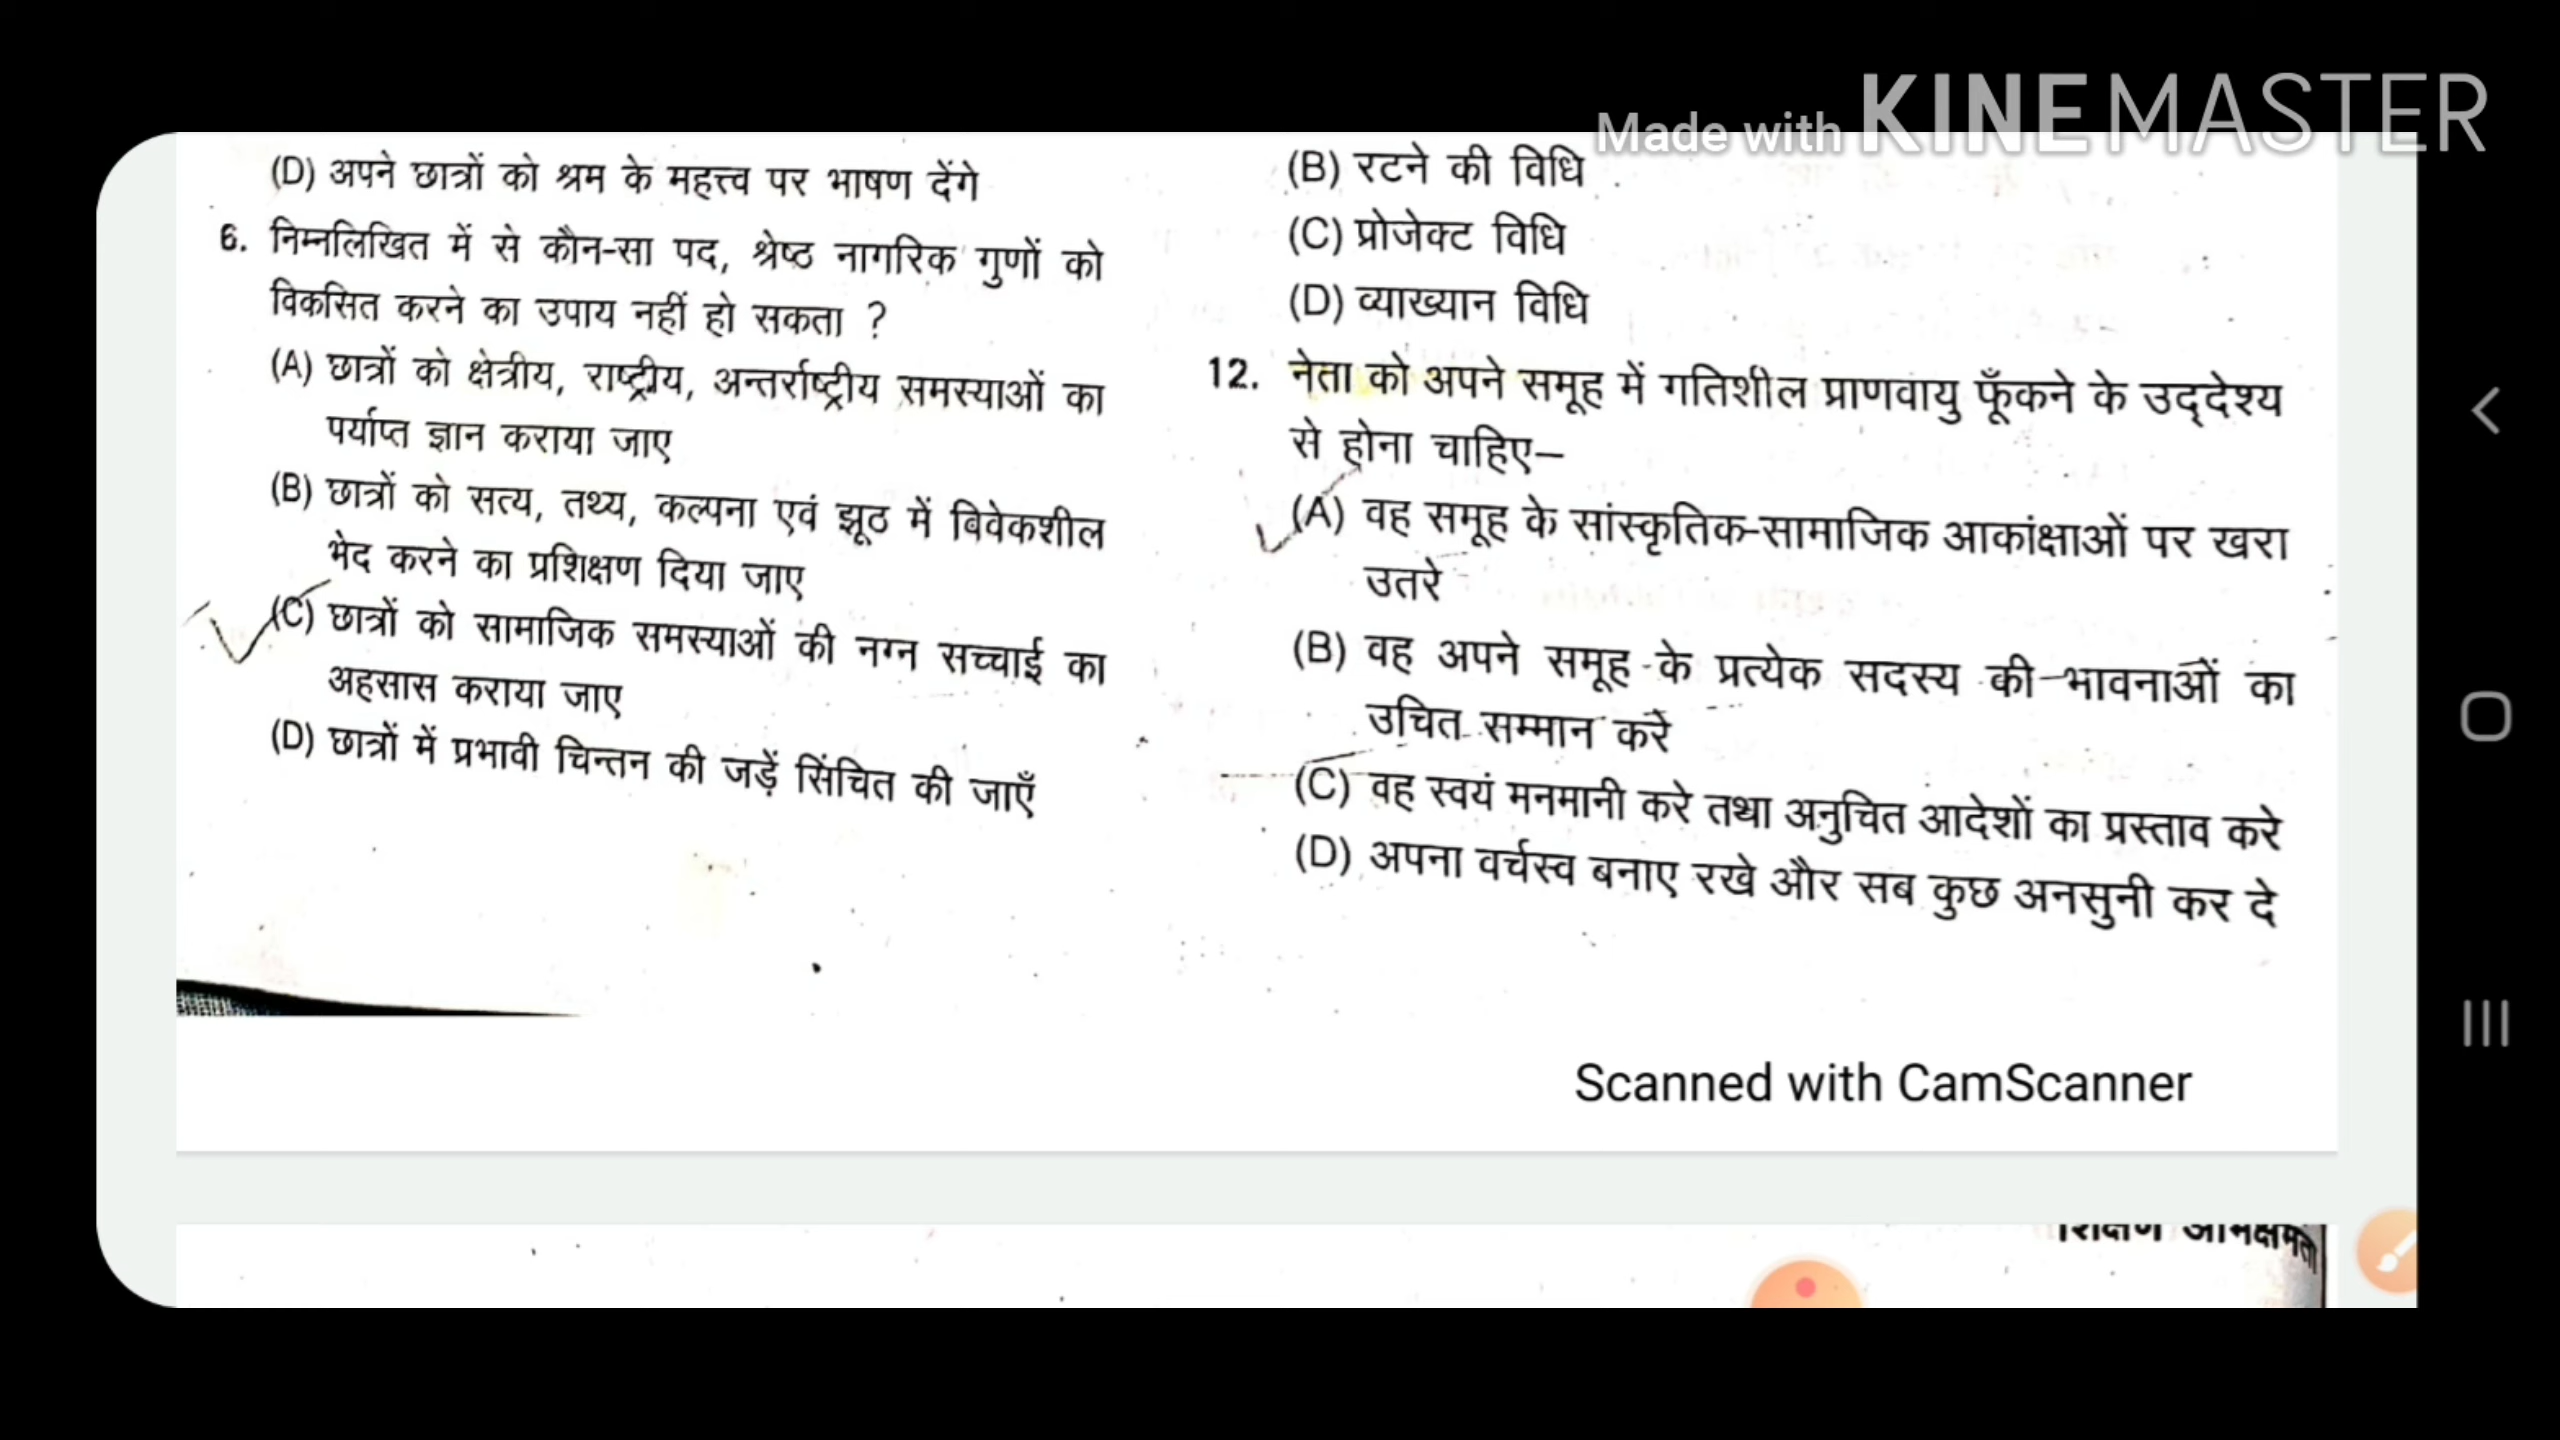 Made with KINEMASTER
(D) अपने छात्रों को श्रम के महत्त्व पर भाषण देंगे
6. निम्नलिखित में से कौन-सा पद, श्रेष्ठ नागरिक गुणों को
विकसित करने का उपाय नहीं हो सकता ?
(A) छात्रों को क्षेत्रीय, राष्ट्रीय, अन्तर्राष्ट्रीय समस्याओं का
पर्याप्त ज्ञान कराया जाए
(B) छात्रों को सत्य, तथ्य, कल्पना एवं झूठ में विवेकशील
भेद करने का प्रशिक्षण दिया जाए
(C) छात्रों को सामाजिक समस्याओं की नग्न सच्चाई का
अहसास कराया जाए
(D) छात्रों में प्रभावी चिन्तन की जड़ें सिंचित की जाएँ
(B) रटने की विधि
(C) प्रोजेक्ट विधि
(D) व्याख्यान विधि
12. नेता को अपने समूह में गतिशील प्राणवायु फूँकने के उद्देश्य
से होना चाहिए–
(A) वह समूह के सांस्कृतिक-सामाजिक आकांक्षाओं पर खरा
उतरे
(B) वह अपने समूह के प्रत्येक सदस्य की भावनाओं का
उचित सम्मान करे
(C) वह स्वयं मनमानी करे तथा अनुचित आदेशों का प्रस्ताव करे
(D) अपना वर्चस्व बनाए रखे और सब कुछ अनसुनी कर दे
Scanned with CamScanner